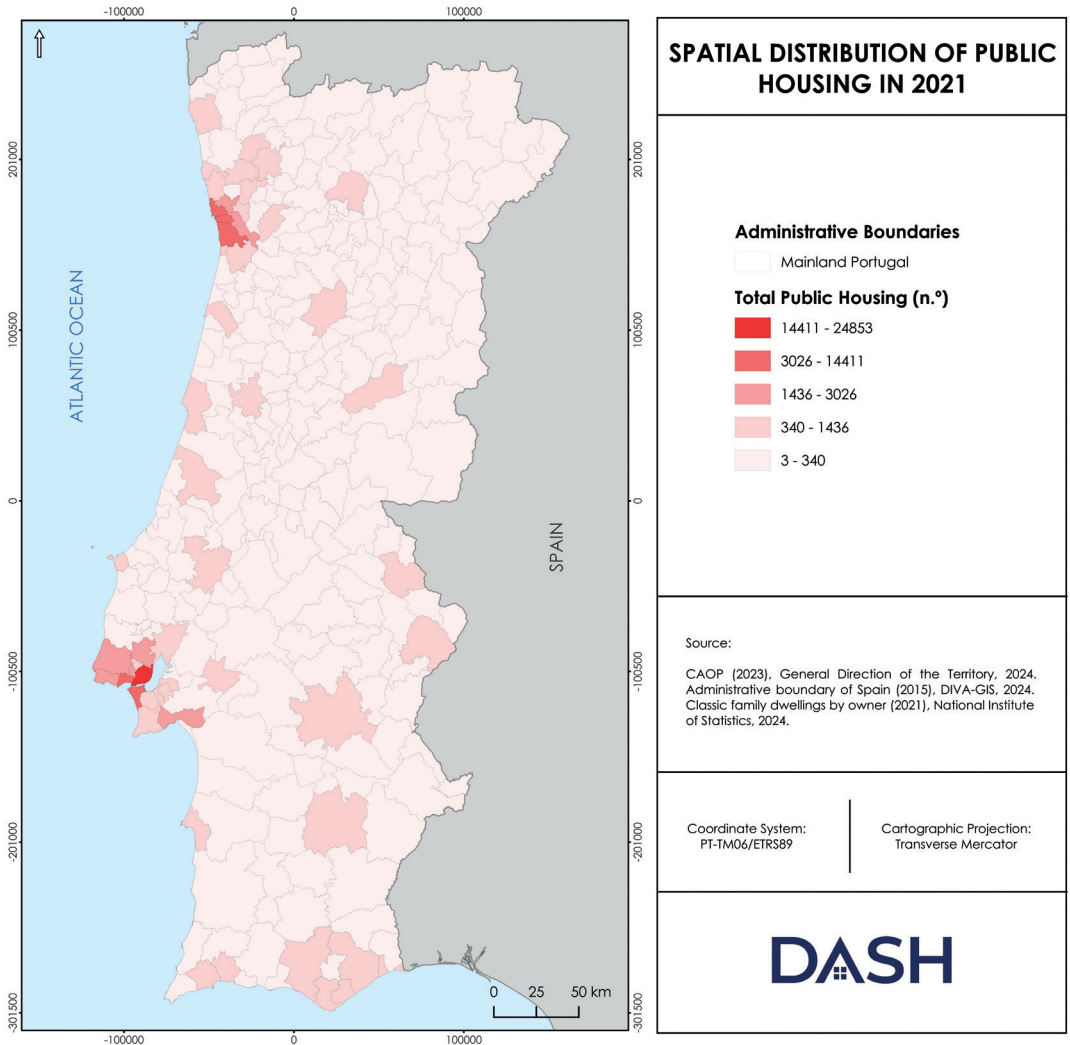 -100000
0
100000
201000
100500
0
-100500
-201000
-301500
ATLANTIC OCEAN
SPAIN
201000
100500
0
-100500
-201000
-301500
0 25 50 km
-100000
0
100000
SPATIAL DISTRIBUTION OF PUBLIC
HOUSING IN 2021
Administrative Boundaries
Mainland Portugal
Total Public Housing (n.º)
14411 - 24853
3026 - 14411
1436 - 3026
340 - 1436
3 - 340
Source:
CAOP (2023), General Direction of the Territory, 2024.
Administrative boundary of Spain (2015), DIVA-GIS, 2024.
Classic family dwellings by owner (2021), National Institute
of Statistics, 2024.
Coordinate System:
PT-TM06/ETRS89
Cartographic Projection:
Transverse Mercator
DASH